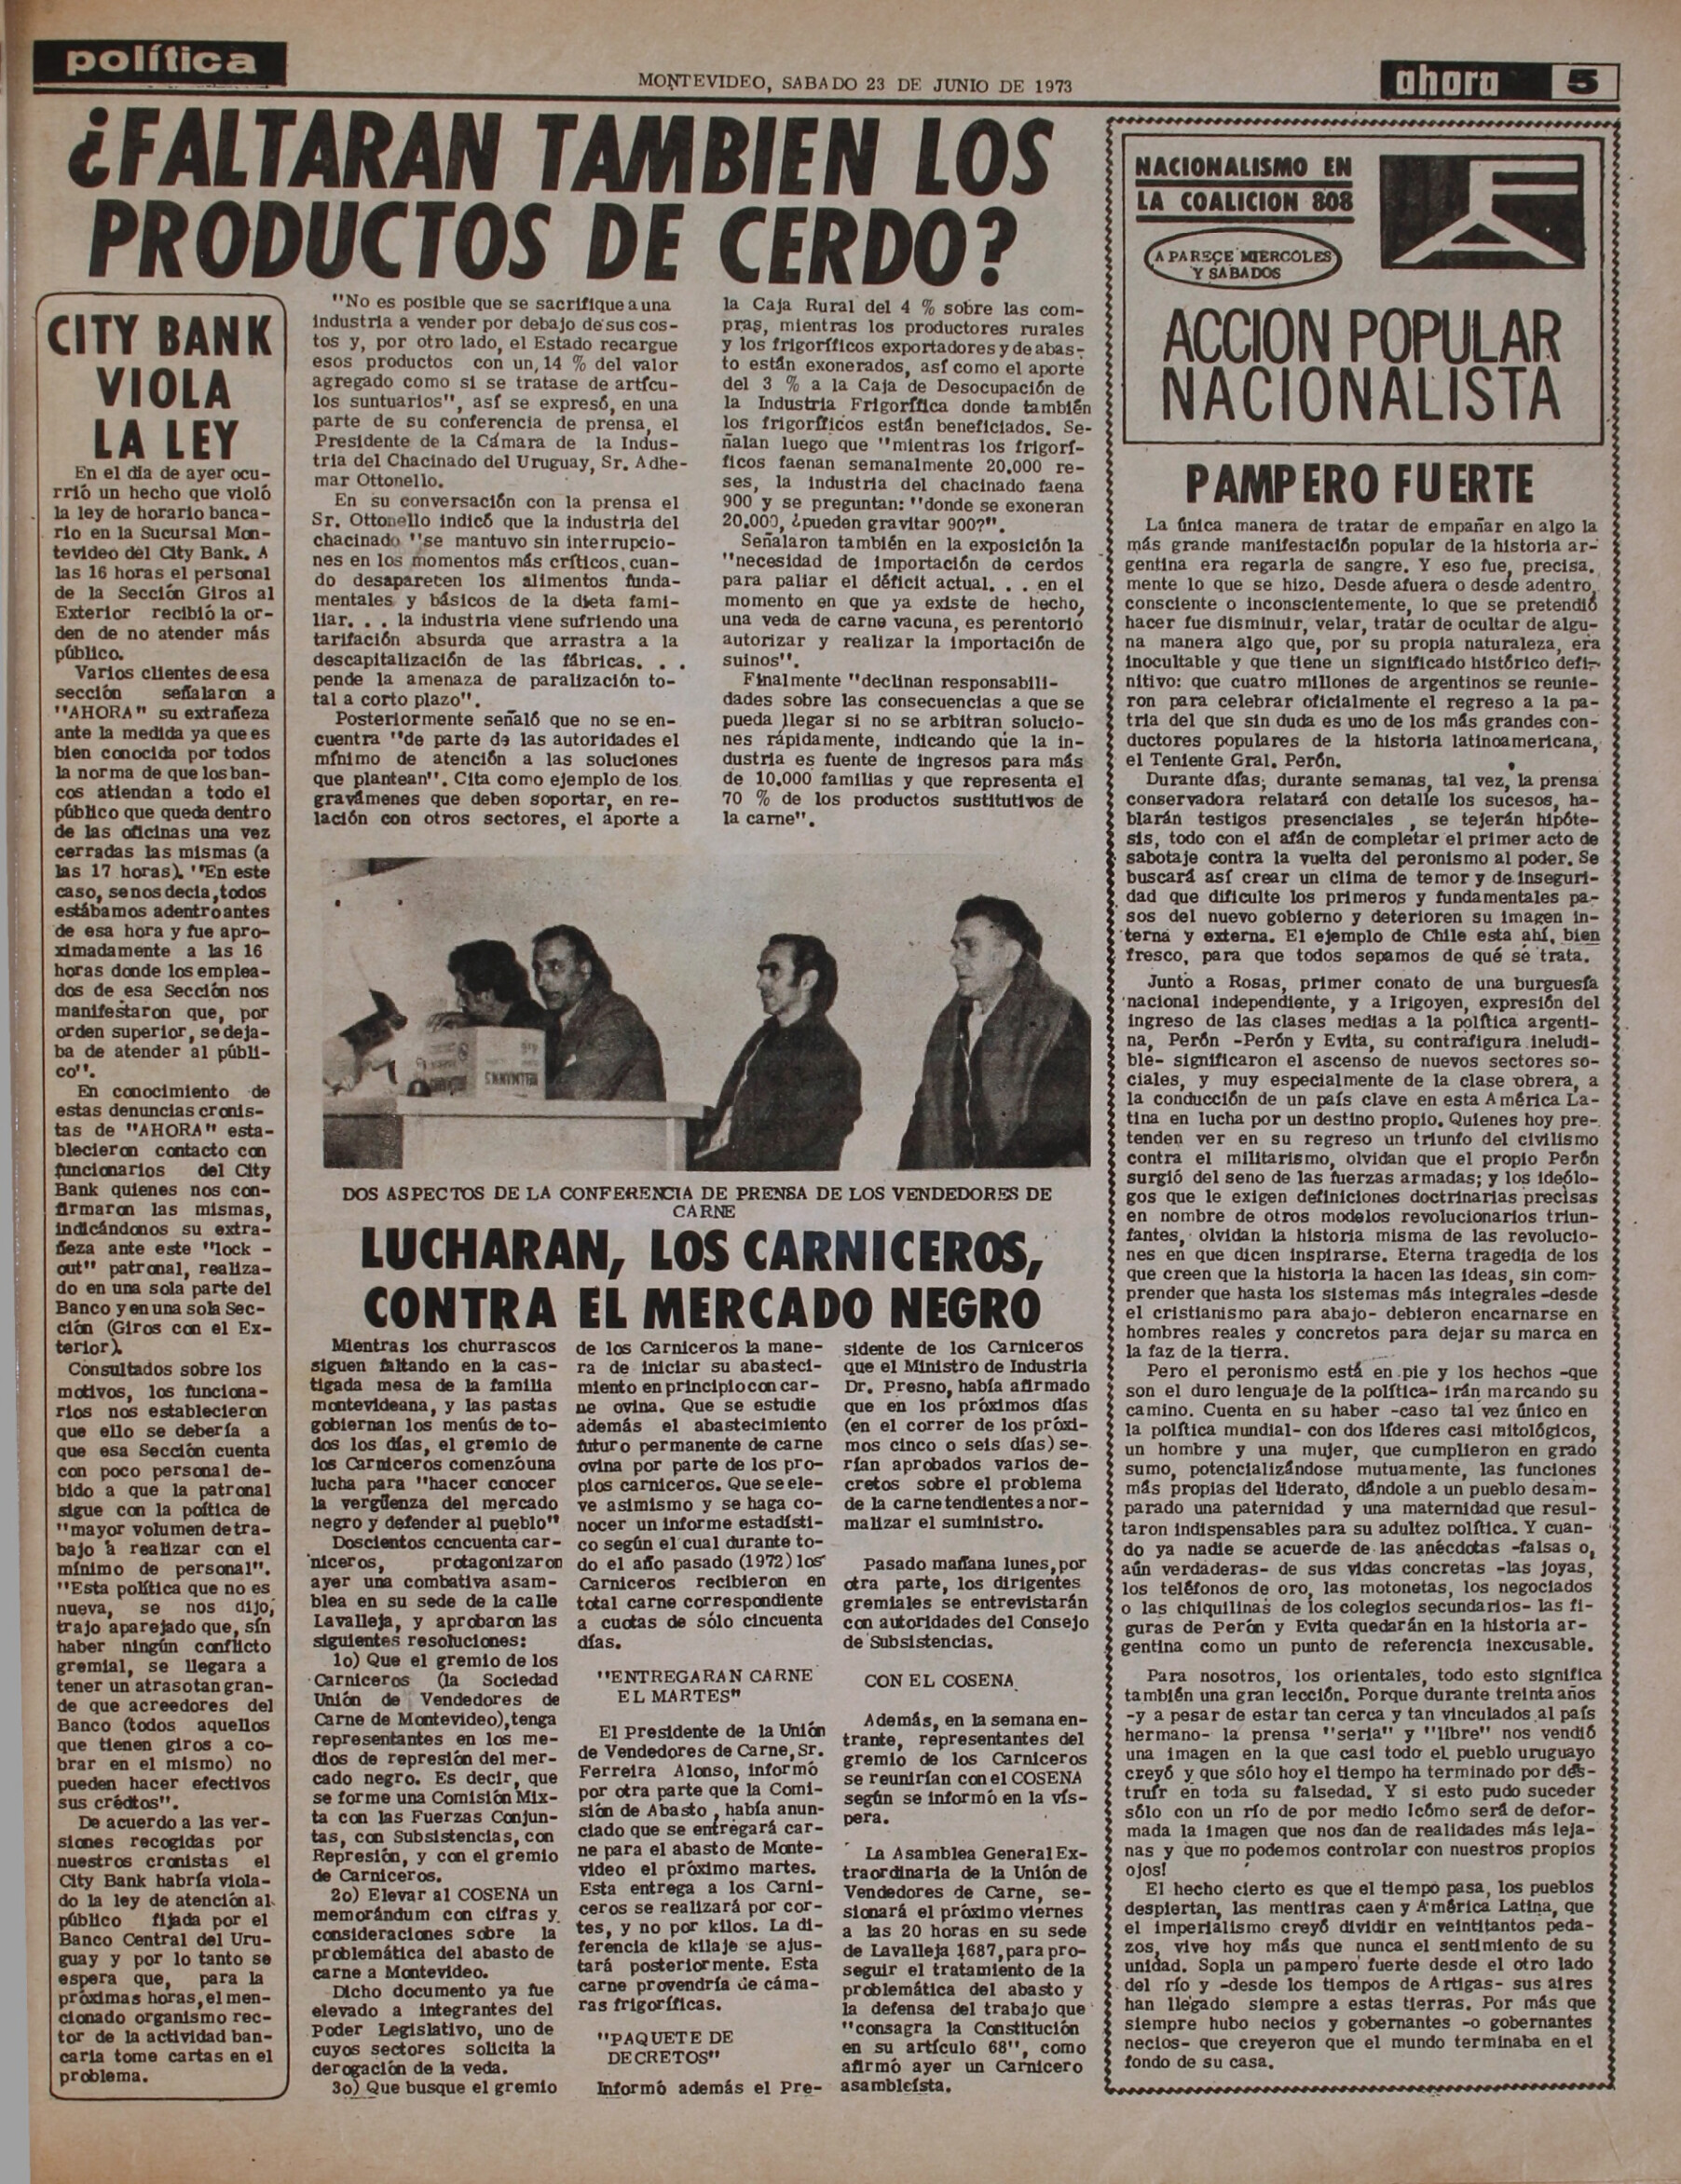 política
MONTEVIDEO, SABADO 23 DE JUNIO DE 1973
ahora 5
¿FALTARAN TAMBIEN LOS
PRODUCTOS DE CERDO?
CITY BANK
VIOLA
LA LEY
En el día de ayer ocu-
rrió un hecho que violó
la ley de horario banca-
rio en la Sucursal Mon-
tevideo del City Bank. A
las 16 horas el personal
de la Sección Giros al
Exterior recibió la or-
den de no atender más
público.
Varios clientes de esa
sección señalaron a
"AHORA" su extrañeza
ante la medida ya que es
bien conocida por todos
la norma de que los ban-
cos atiendan a todo el
público que queda dentro
de las oficinas una vez
cerradas las mismas (a
las 17 horas). "En este
caso, se nos decía, todos
estábamos adentro antes
de esa hora y fue apro-
ximadamente a las 16
horas donde los emplea-
dos de esa Sección nos
manifestaron que, por
orden superior, se deja-
ba de atender al públi-
co".
En conocimiento de
estas denuncias cronis-
tas de "AHORA" esta-
blecieron contacto con
funcionarios del City
Bank quienes nos con-
firmaron las mismas,
indicándonos su extra-
ñeza ante este "lock -
out" patronal, realiza-
do en una sola parte del
Banco y en una sola Sec-
ción (Giros con el Ex-
terior).
Consultados sobre los
motivos, los funciona-
rios nos establecieron
que ello se debería a
que esa Sección cuenta
con poco personal de-
bido a que la patronal
sigue con la poítica de
"mayor volumen de tra-
bajo a realizar con el
mínimo de personal".
"Esta política que no es
nueva, se nos dijo,
trajo aparejado que, sin
haber ningún conflicto
gremial, se llegara a
tener un atraso tan gran-
de que acreedores del
Banco (todos aquellos
que tienen giros a co-
brar en el mismo) no
pueden hacer efectivos
sus crédtos".
De acuerdo a las ver-
siones recogidas por
nuestros cronistas el
City Bank habría viola-
do la ley de atención al
público fijada por el
Banco Central del Uru-
guay y por lo tanto se
espera que, para la
próximas horas, el men-
cionado organismo rec-
tor de la actividad ban-
caria tome cartas en el
problema.
"No es posible que se sacrifique a una
industria a vender por debajo de sus cos-
tos y, por otro lado, el Estado recargue
esos productos con un, 14 % del valor
agregado como si se tratase de artícu-
los suntuarios", así se expresó, en una
parte de su conferencia de prensa, el
Presidente de la Cámara de la Indus-
tria del Chacinado del Uruguay, Sr. Adhe-
mar Ottonello.
En su conversación con la prensa el
Sr. Ottonello indicó que la industria del
chacinado "se mantuvo sin interrupcio-
nes en los momentos más críticos, cuan-
do desaparecen los alimentos funda-
mentales y básicos de la dieta fami-
liar. . . la industria viene sufriendo una
tarifación absurda que arrastra a la
descapitalización de las fábricas. . .
pende la amenaza de paralización to-
tal a corto plazo".
Posteriormente señaló que no se en-
cuentra "de parte de las autoridades el
mínimo de atención a las soluciones
que plantean". Cita como ejemplo de los
gravámenes que deben soportar, en re-
lación con otros sectores, el aporte a
la Caja Rural del 4 % sobre las com-
pras, mientras los productores rurales
y los frigoríficos exportadores y de abas-
to están exonerados, así como el aporte
del 3 % a la Caja de Desocupación de
la Industria Frigorífica donde también
los frigoríficos están beneficiados. Se-
ñalan luego que "mientras los frigorí-
ficos faenan semanalmente 20.000 re-
ses, la industria del chacinado faena
900 y se preguntan: "donde se exoneran
20.000, ¿pueden gravitar 900?".
Señalaron también en la exposición la
"necesidad de importación de cerdos
para paliar el déficit actual. . . en el
momento en que ya existe de hecho,
una veda de carne vacuna, es perentorio
autorizar y realizar la importación de
suinos".
Finalmente "declinan responsabili-
dades sobre las consecuencias a que se
pueda llegar si no se arbitran solucio-
nes rápidamente, indicando que la in-
dustria es fuente de ingresos para más
de 10.000 familias y que representa el
70 % de los productos sustitutivos de
la carne".
DOS ASPECTOS DE LA CONFERENCIA DE PRENSA DE LOS VENDEDORES DE
CARNE
LUCHARAN, LOS CARNICEROS,
CONTRA EL MERCADO NEGRO
Mientras los churrascos
siguen faltando en la cas-
tigada mesa de la familia
montevideana, y las pastas
gobiernan los menús de to-
dos los días, el gremio de
los Carniceros comenzó una
lucha para "hacer conocer
la vergüenza del mercado
negro y defender al pueblo"
Doscientos cencuenta car-
niceros, protagonizaron
ayer una combativa asam-
blea en su sede de la calle
Lavalleja, y aprobaron las
siguientes resoluciones:
1o) Que el gremio de los
Carniceros (la Sociedad
Unión de Vendedores de
Carne de Montevideo), tenga
representantes en los me-
dios de represión del mer-
cado negro. Es decir, que
se forme una Comisión Mix-
ta con las Fuerzas Conjun-
tas, con Subsistencias, con
Represión, y con el gremio
de Carniceros.
2o) Elevar al COSENA un
memorándum con cifras y
consideraciones sobre la
problemática del abasto de
carne a Montevideo.
Dicho documento ya fue
elevado a integrantes del
Poder Legislativo, uno de
cuyos sectores solicita la
derogación de la veda.
3o) Que busque el gremio
de los Carniceros la mane-
ra de iniciar su abasteci-
miento en principio con car-
ne ovina. Que se estudie
además el abastecimiento
futuro permanente de carne
ovina por parte de los pro-
pios carniceros. Que se ele-
ve asimismo y se haga co-
nocer un informe estadísti-
co según el cual durante to-
do el año pasado (1972) los
Carniceros recibieron en
total carne correspondiente
a cuotas de sólo cincuenta
días.
"ENTREGARAN CARNE
EL MARTES"
El Presidente de la Unión
de Vendedores de Carne, Sr.
Ferreira Alonso, informó
por otra parte que la Comi-
sión de Abasto, había anun-
ciado que se entregará car-
ne para el abasto de Monte-
video el próximo martes.
Esta entrega a los Carni-
ceros se realizará por cor-
tes, y no por kilos. La di-
ferencia de kilaje se ajus-
tará posteriormente. Esta
carne provendría de cáma-
ras frigoríficas.
"PAQUETE DE
DECRETOS"
Informó además el Pre-
sidente de los Carniceros
que el Ministro de Industria
Dr. Presno, había afirmado
que en los próximos días
(en el correr de los próxi-
mos cinco o seis días) se-
rían aprobados varios de-
cretos sobre el problema
de la carne tendientes a nor-
malizar el suministro.
Pasado mañana lunes, por
otra parte, los dirigentes
gremiales se entrevistarán
con autoridades del Consejo
de Subsistencias.
CON EL COSENA
Además, en la semana en-
trante, representantes del
gremio de los Carniceros
se reunirían con el COSENA
según se informó en la vís-
pera.
La Asamblea General Ex-
traordinaria de la Unión de
Vendedores de Carne, se-
sionará el próximo viernes
a las 20 horas en su sede
de Lavalleja 1687, para pro-
seguir el tratamiento de la
problemática del abasto y
la defensa del trabajo que
"consagra la Constitución
en su artículo 68", como
afirmó ayer un Carnicero
asambleísta.
NACIONALISMO EN
LA COALICION 808
APARECE MIERCOLES
Y SABADOS
ACCION POPULAR
NACIONALISTA
PAMPERO FUERTE
La única manera de tratar de empañar en algo la
más grande manifestación popular de la historia ar-
gentina era regarla de sangre. Y eso fue, precisa,
mente lo que se hizo. Desde afuera o desde adentro,
consciente o inconscientemente, lo que se pretendió
hacer fue disminuir, velar, tratar de ocultar de algu-
na manera algo que, por su propia naturaleza, era
inocultable y que tiene un significado histórico defi-
nitivo: que cuatro millones de argentinos se reunie-
ron para celebrar oficialmente el regreso a la pa-
tria del que sin duda es uno de los más grandes con-
ductores populares de la historia latinoamericana,
el Teniente Gral. Perón.
Durante días; durante semanas, tal vez, la prensa
conservadora relatará con detalle los sucesos, ha-
blarán testigos presenciales , se tejerán hipóte-
sis, todo con el afán de completar el primer acto de
sabotaje contra la vuelta del peronismo al poder. Se
buscará así crear un clima de temor y de inseguri-
dad que dificulte los primeros y fundamentales pa-
sos del nuevo gobierno y deterioren su imagen in-
terna y externa. El ejemplo de Chile esta ahí, bien
fresco, para que todos sepamos de qué se trata.
Junto a Rosas, primer conato de una burguesía
nacional independiente, y a Irigoyen, expresión del
ingreso de las clases medias a la política argenti-
na, Perón -Perón y Evita, su contrafigura ineludi-
ble- significaron el ascenso de nuevos sectores so-
ciales, y muy especialmente de la clase obrera, a
la conducción de un país clave en esta América La-
tina en lucha por un destino propio. Quienes hoy pre-
tenden ver en su regreso un triunfo del civilismo
contra el militarismo, olvidan que el propio Perón
surgió del seno de las fuerzas armadas; y los ideólo-
gos que le exigen definiciones doctrinarias precisas
en nombre de otros modelos revolucionarios triun-
fantes, olvidan la historia misma de las revolucio-
nes en que dicen inspirarse. Eterna tragedia de los
que creen que la historia la hacen las ideas, sin com-
prender que hasta los sistemas más integrales -desde
el cristianismo para abajo- debieron encarnarse en
hombres reales y concretos para dejar su marca en
la faz de la tierra.
Pero el peronismo está en pie y los hechos -que
son el duro lenguaje de la política- irán marcando su
camino. Cuenta en su haber -caso tal vez único en
la política mundial- con dos líderes casi mitológicos,
un hombre y una mujer, que cumplieron en grado
sumo, potencializándose mutuamente, las funciones
más propias del liderato, dándole a un pueblo desam-
parado una paternidad y una maternidad que resul-
taron indispensables para su adultez política. Y cuan-
do ya nadie se acuerde de las anécdotas -falsas o,
aún verdaderas- de sus vidas concretas -las joyas,
los teléfonos de oro, las motonetas, los negociados
o las chiquilinas de los colegios secundarios- las fi-
guras de Perón y Evita quedarán en la historia ar-
gentina como un punto de referencia inexcusable.
Para nosotros, los orientales, todo esto significa
también una gran lección. Porque durante treinta años
-y a pesar de estar tan cerca y tan vinculados al país
hermano- la prensa "seria" y "libre" nos vendió
una imagen en la que casi todo el pueblo uruguayo
creyó y que sólo hoy el tiempo ha terminado por des-
truír en toda su falsedad. Y si esto pudo suceder
sólo con un río de por medio ¡cómo será de defor-
mada la imagen que nos dan de realidades más leja-
nas y que no podemos controlar con nuestros propios
ojos!
El hecho cierto es que el tiempo pasa, los pueblos
despiertan, las mentiras caen y América Latina, que
el imperialismo creyó dividir en veintitantos peda-
zos, vive hoy más que nunca el sentimiento de su
unidad. Sopla un pampero fuerte desde el otro lado
del río y -desde los tiempos de Artigas- sus aires
han llegado siempre a estas tierras. Por más que
siempre hubo necios y gobernantes -o gobernantes
necios- que creyeron que el mundo terminaba en el
fondo de su casa.